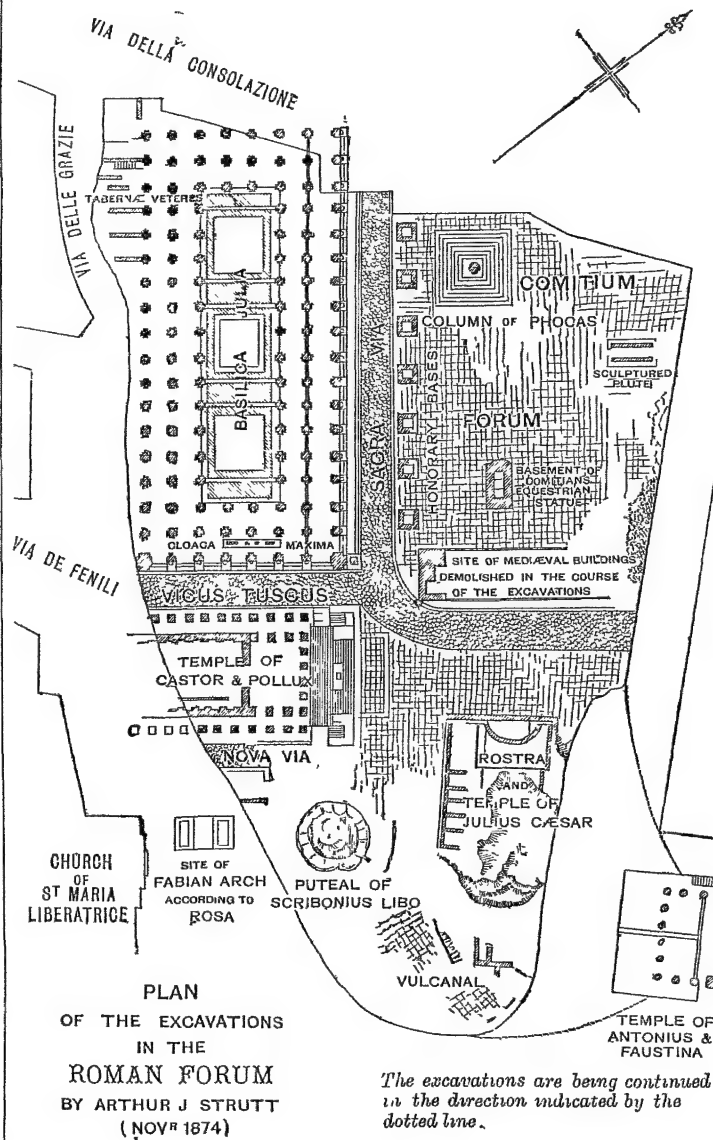 VIA DELLA CONSOLAZIONE
VIA DELLE GRAZIE
TABERNÆ VETERES
BASILICA JULIA
SACRA VIA
HONORARY BASES
COMITIUM
COLUMN OF PHOCAS
SCULPTURED
PLUTEI
FORUM
BASEMENT OF
DOMITIANS
EQUESTRIAN
STATUE
CLOACA MAXIMA
SITE OF MEDIÆVAL BUILDINGS
DEMOLISHED IN THE COURSE
OF THE EXCAVATIONS
VIA DE FENILI
VICUS TUSCUS
TEMPLE OF
CASTOR & POLLUX
NOVA VIA
ROSTRA
AND
TEMPLE OF
JULIUS CÆSAR
CHURCH
OF
ST MARIA
LIBERATRICE
SITE OF
FABIAN ARCH
ACCORDING TO
ROSA
PUTEAL OF
SCRIBONIUS LIBO
VULCANAL
TEMPLE OF
ANTONIUS &
FAUSTINA
PLAN
OF THE EXCAVATIONS
IN THE
ROMAN FORUM
BY ARTHUR J STRUTT
(NOVR 1874)
The excavations are being continued
in the direction indicated by the
dotted line.